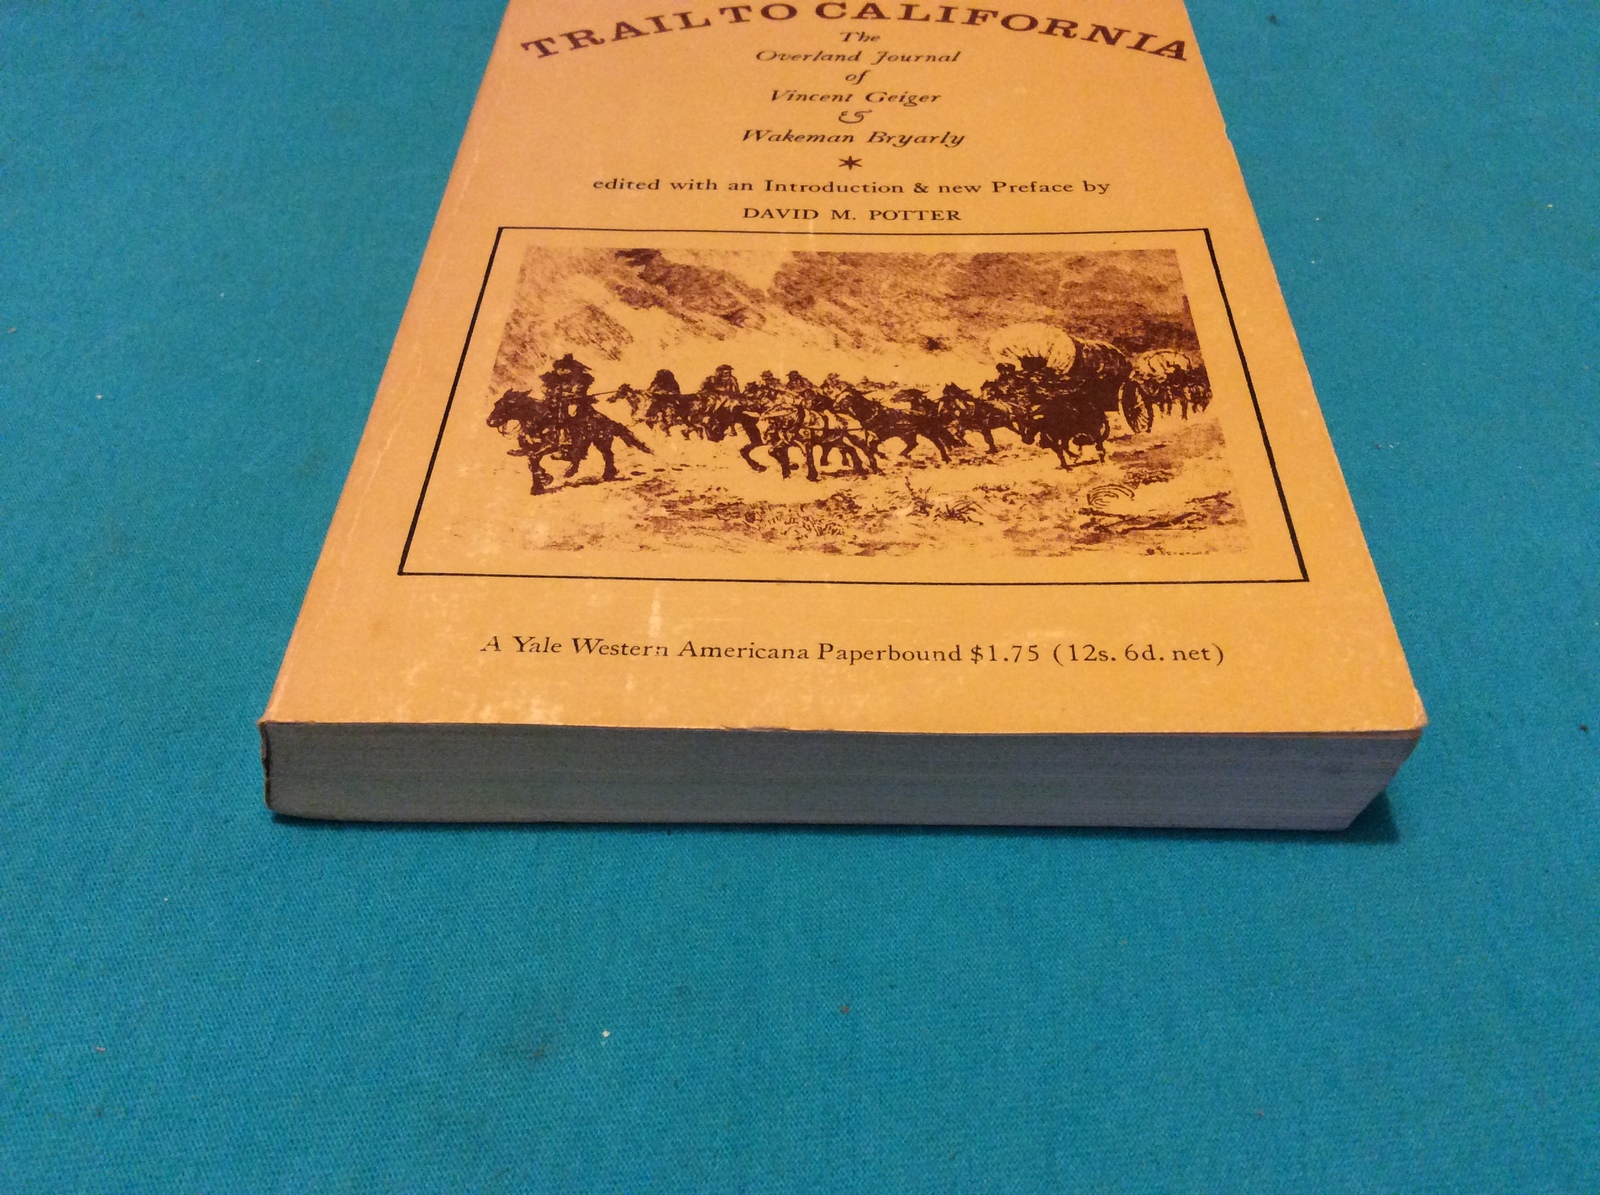 TRAIL TO CALIFORNIA
The
Overland Journal
of
Vincent Geiger
&
Wakeman Bryarly
edited with an Introduction & new Preface by
DAVID M. POTTER
A Yale Western Americana Paperbound $1.75 (12s. 6d. net)